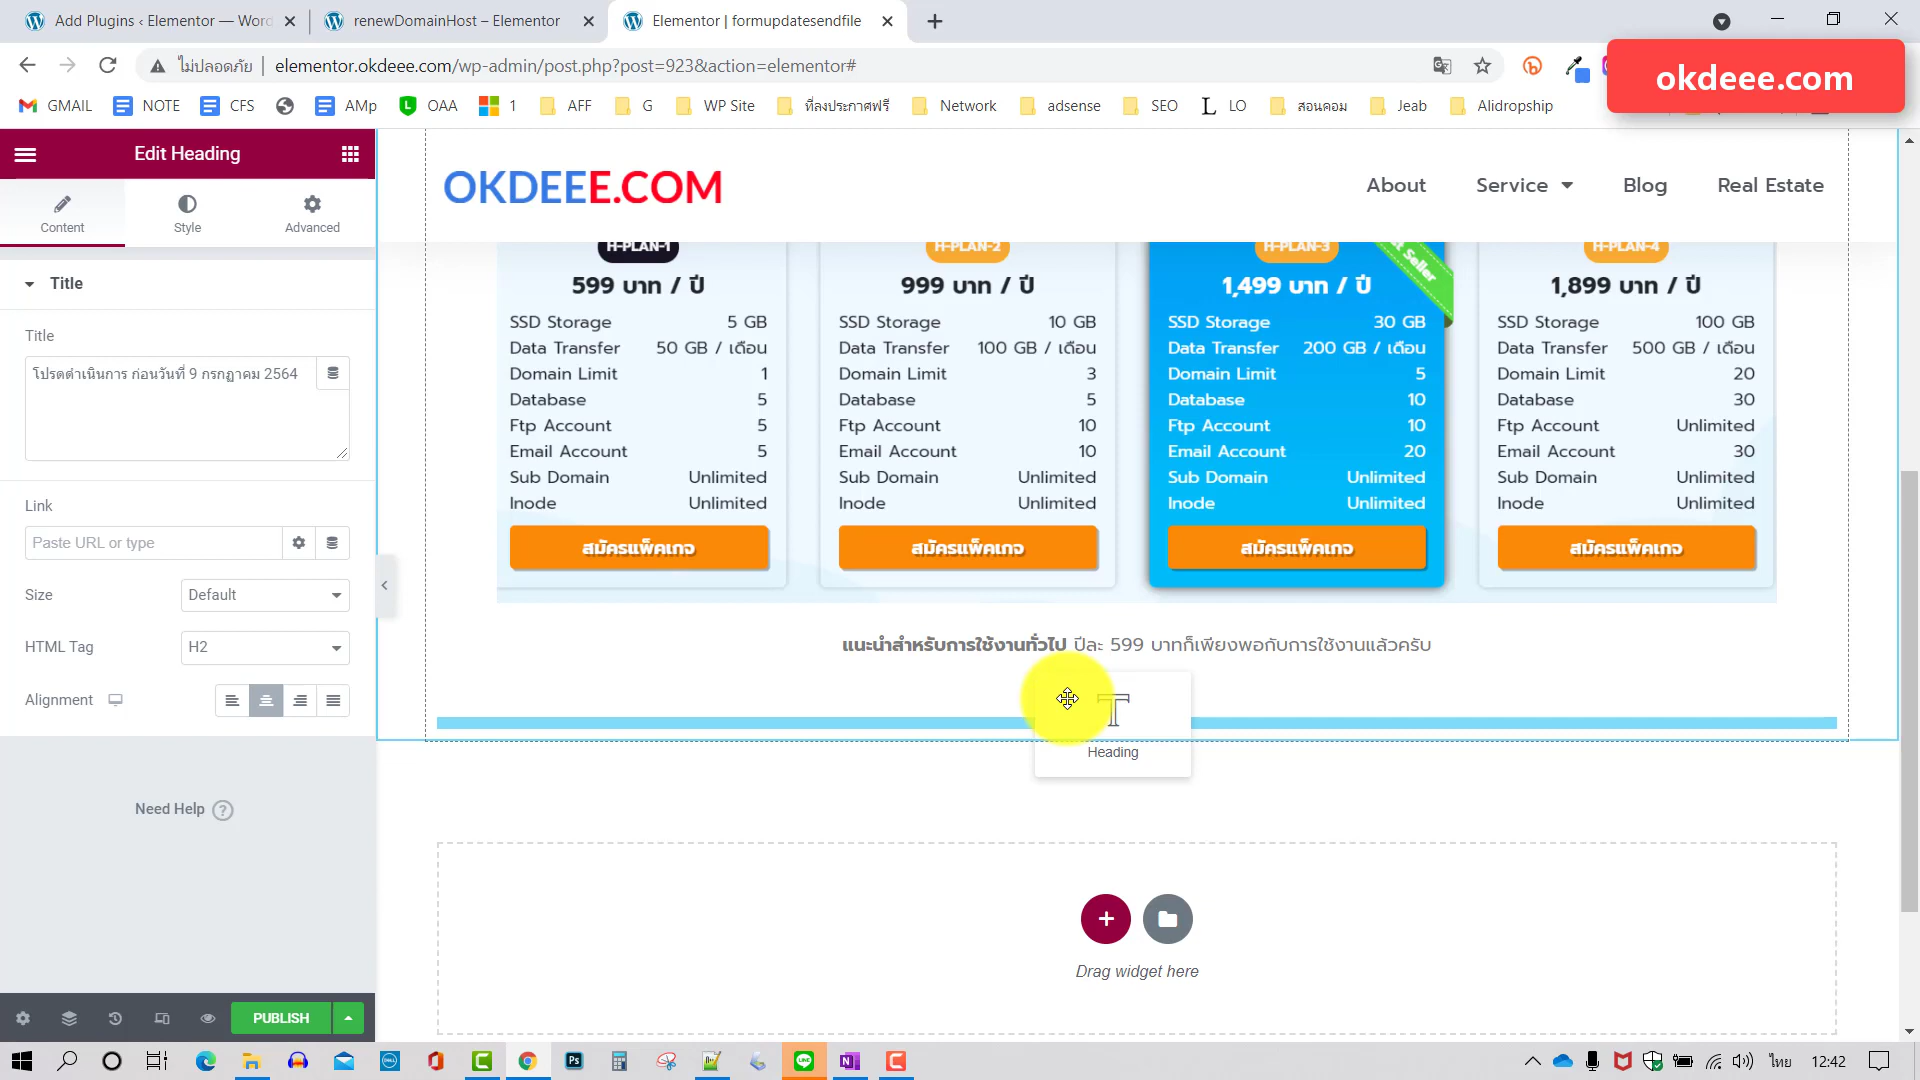 Add Plugins ‹ Elementor — Word
renewDomainHost – Elementor
Elementor | formupdatesendfile
ไม่ปลอดภัย
elementor.okdeee.com/wp-admin/post.php?post=923&action=elementor#
okdeee.com
GMAIL
NOTE
CFS
AMp
OAA
1
AFF
G
WP Site
ที่ลงประกาศฟรี
Network
adsense
SEO
LO
สอนคอม
Jeab
Alidropship
Edit Heading
Content
Style
Advanced
Title
Title
โปรดดำเนินการ ก่อนวันที่ 9 กรกฏาคม 2564
Link
Paste URL or type
Size
Default
HTML Tag
H2
Alignment
Need Help
PUBLISH
OKDEEE.COM
About
Service
Blog
Real Estate
H-PLAN-1
599 บาท / ปี
SSD Storage 5 GB
Data Transfer 50 GB / เดือน
Domain Limit 1
Database 5
Ftp Account 5
Email Account 5
Sub Domain Unlimited
Inode Unlimited
สมัครแพ็คเกจ
H-PLAN-2
999 บาท / ปี
SSD Storage 10 GB
Data Transfer 100 GB / เดือน
Domain Limit 3
Database 5
Ftp Account 10
Email Account 10
Sub Domain Unlimited
Inode Unlimited
สมัครแพ็คเกจ
H-PLAN-3
Seller
1,499 บาท / ปี
SSD Storage 30 GB
Data Transfer 200 GB / เดือน
Domain Limit 5
Database 10
Ftp Account 10
Email Account 20
Sub Domain Unlimited
Inode Unlimited
สมัครแพ็คเกจ
H-PLAN-4
1,899 บาท / ปี
SSD Storage 100 GB
Data Transfer 500 GB / เดือน
Domain Limit 20
Database 30
Ftp Account Unlimited
Email Account 30
Sub Domain Unlimited
Inode Unlimited
สมัครแพ็คเกจ
แนะนำสำหรับการใช้งานทั่วไป ปีละ 599 บาทก็เพียงพอกับการใช้งานแล้วครับ
Heading
Drag widget here
ไทย
12:42